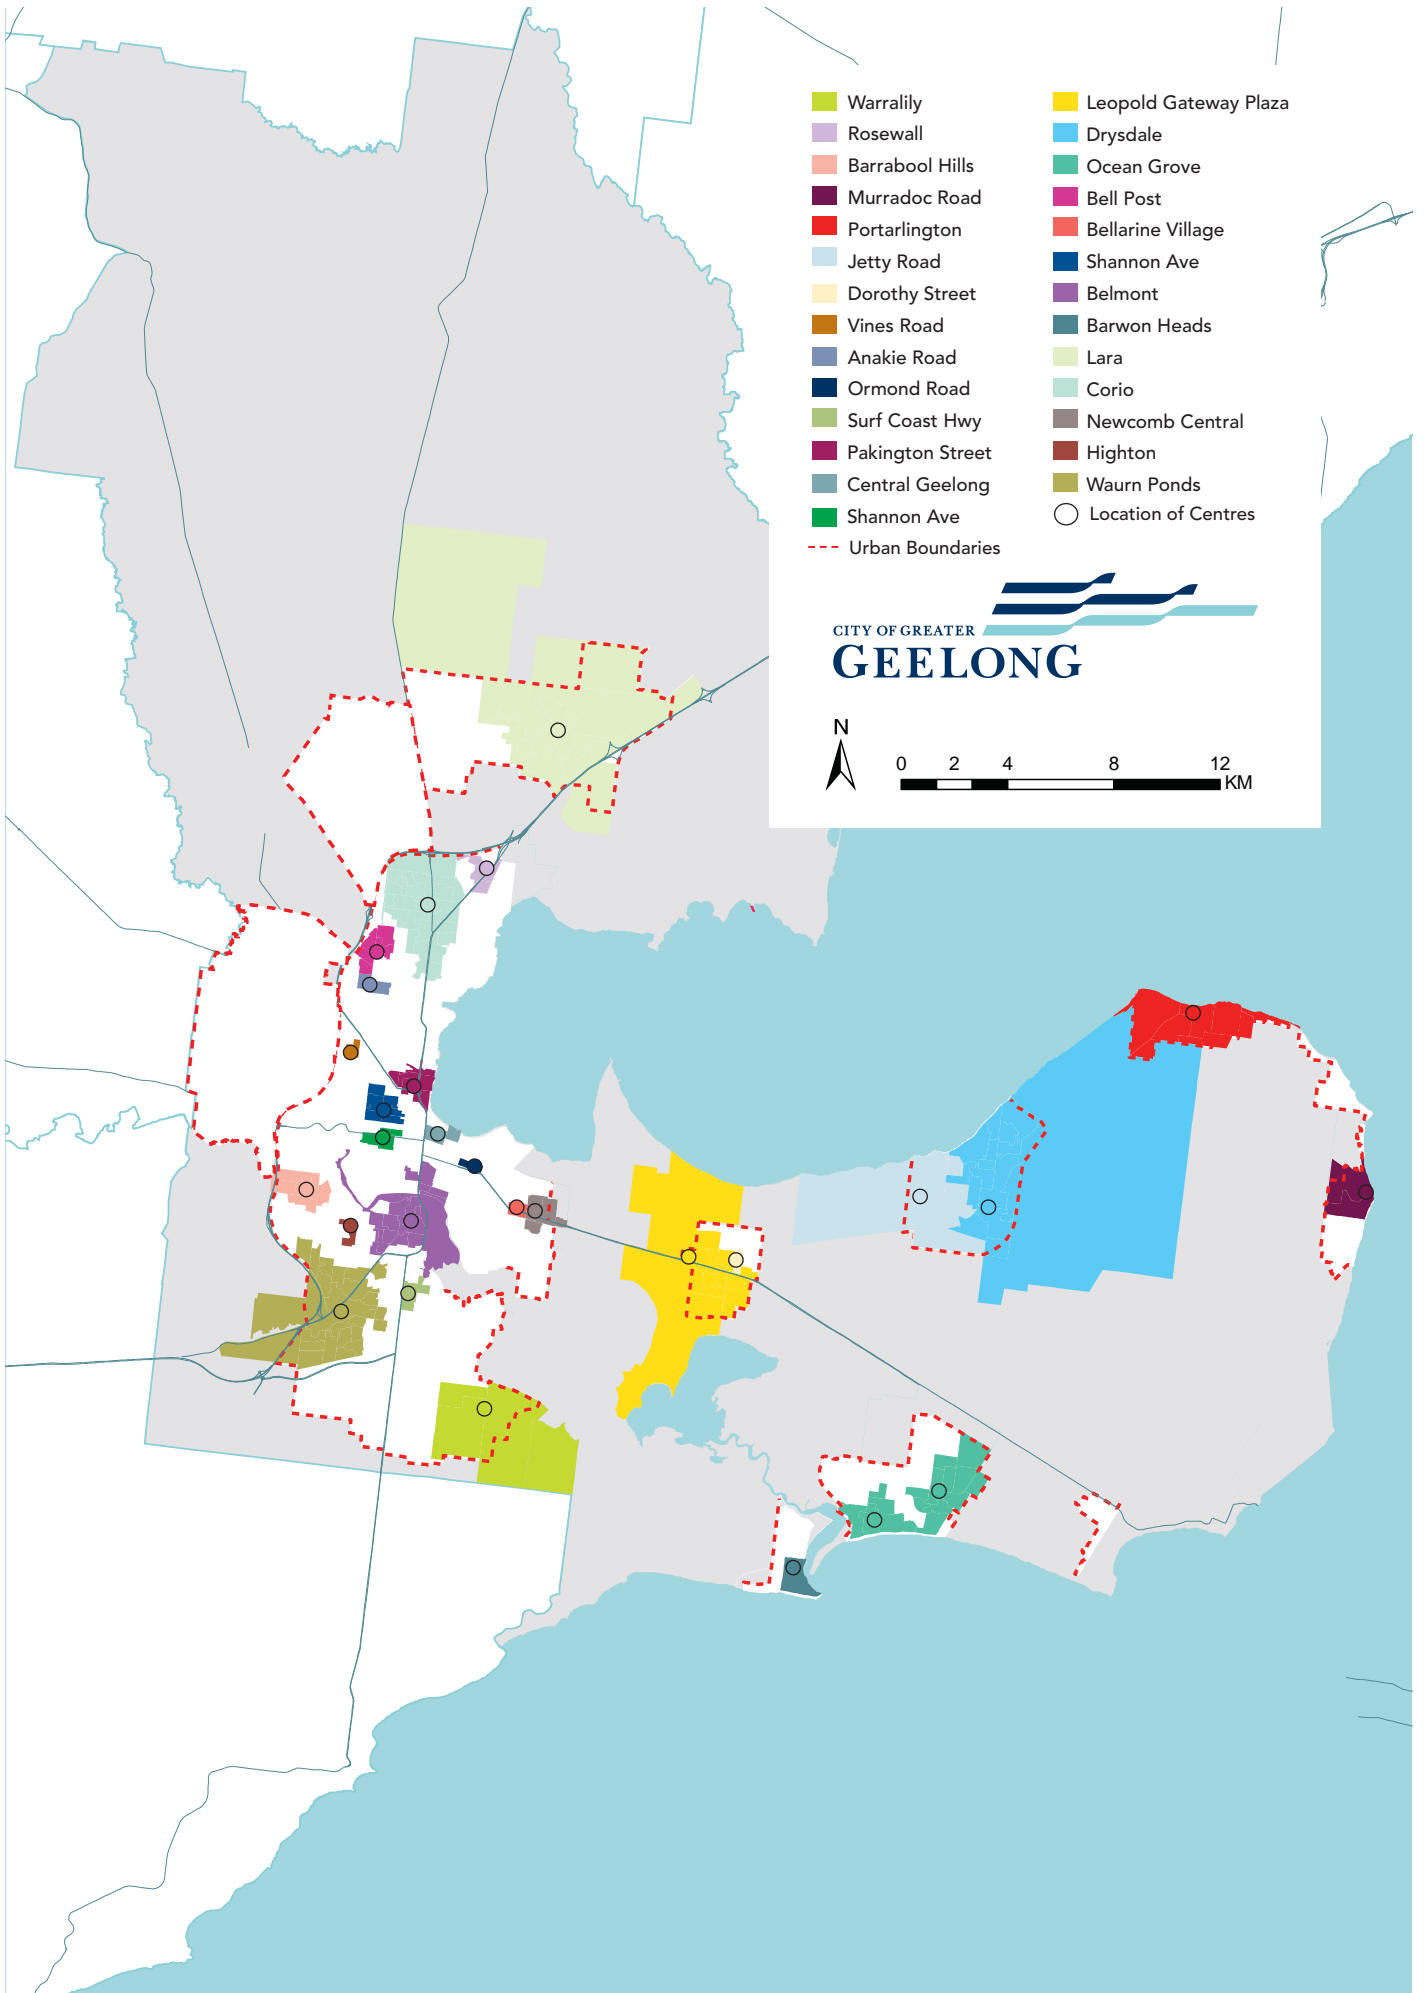 Warralily
Rosewall
Barrabool Hills
Murradoc Road
Portarlington
Jetty Road
Dorothy Street
Vines Road
Anakie Road
Ormond Road
Surf Coast Hwy
Pakington Street
Central Geelong
Shannon Ave
Urban Boundaries
Leopold Gateway Plaza
Drysdale
Ocean Grove
Bell Post
Bellarine Village
Shannon Ave
Belmont
Barwon Heads
Lara
Corio
Newcomb Central
Highton
Waurn Ponds
Location of Centres
CITY OF GREATER
GEELONG
N
0 2 4 8 12
KM